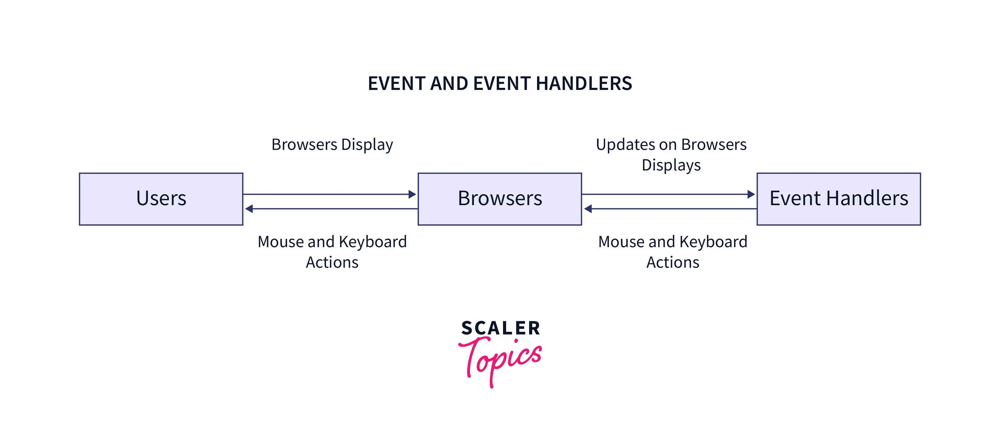 EVENT AND EVENT HANDLERS
Browsers Display
Updates on Browsers
Displays
Users
Browsers
Event Handlers
Mouse and Keyboard
Actions
Mouse and Keyboard
Actions
SCALER
Topics